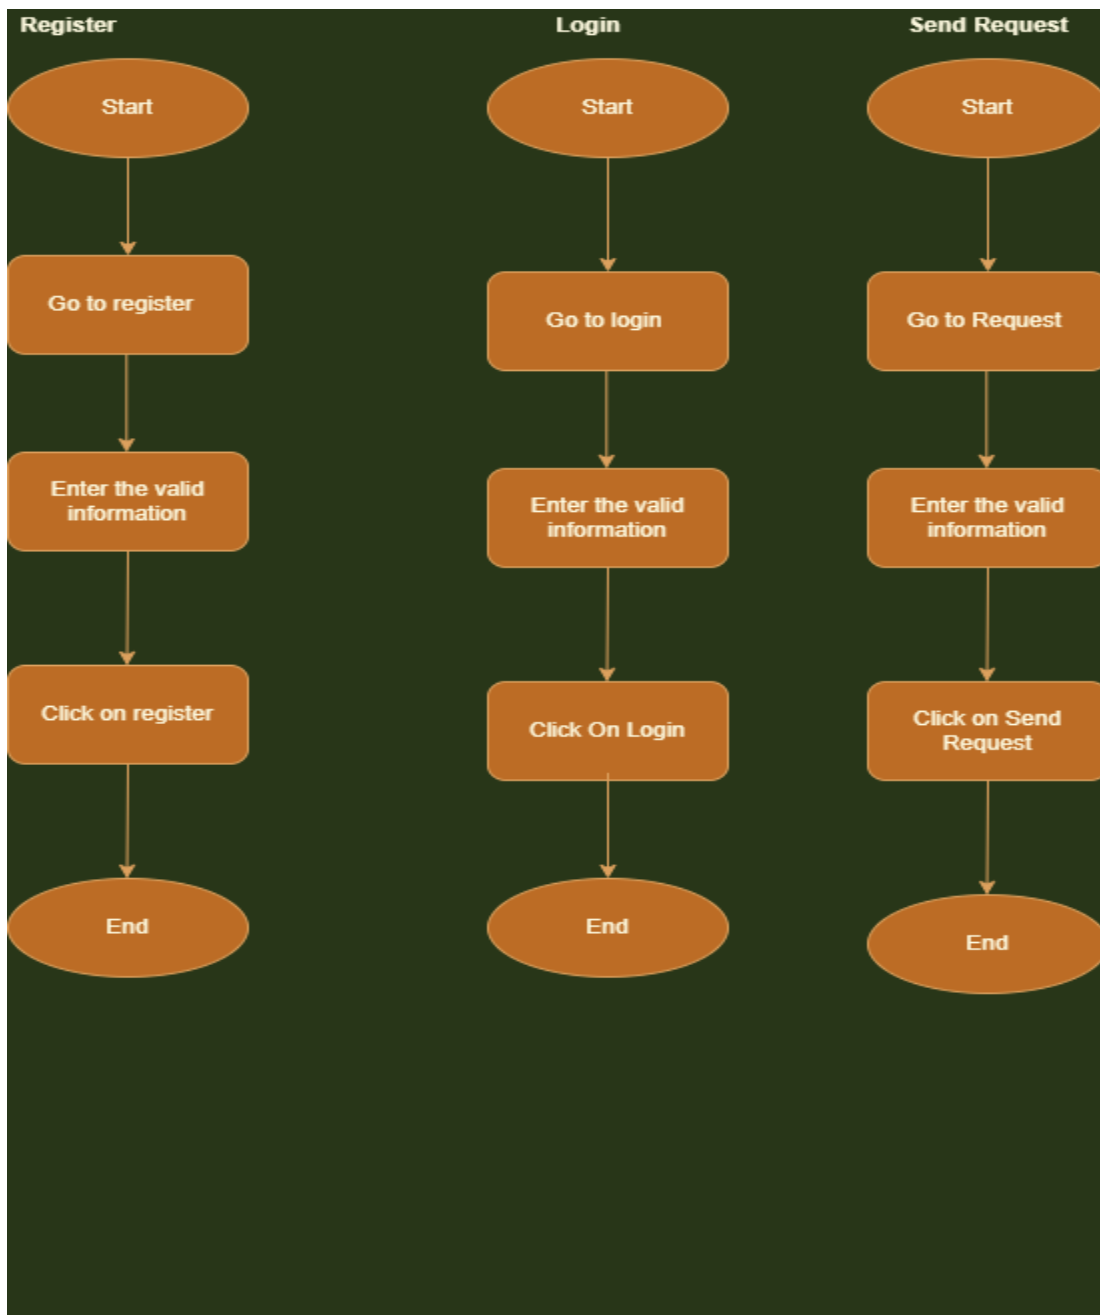 Register
Start
Go to register
Enter the valid
information
Click on register
End
Login
Start
Go to login
Enter the valid
information
Click On Login
End
Send Request
Start
Go to Request
Enter the valid
information
Click on Send
Request
End